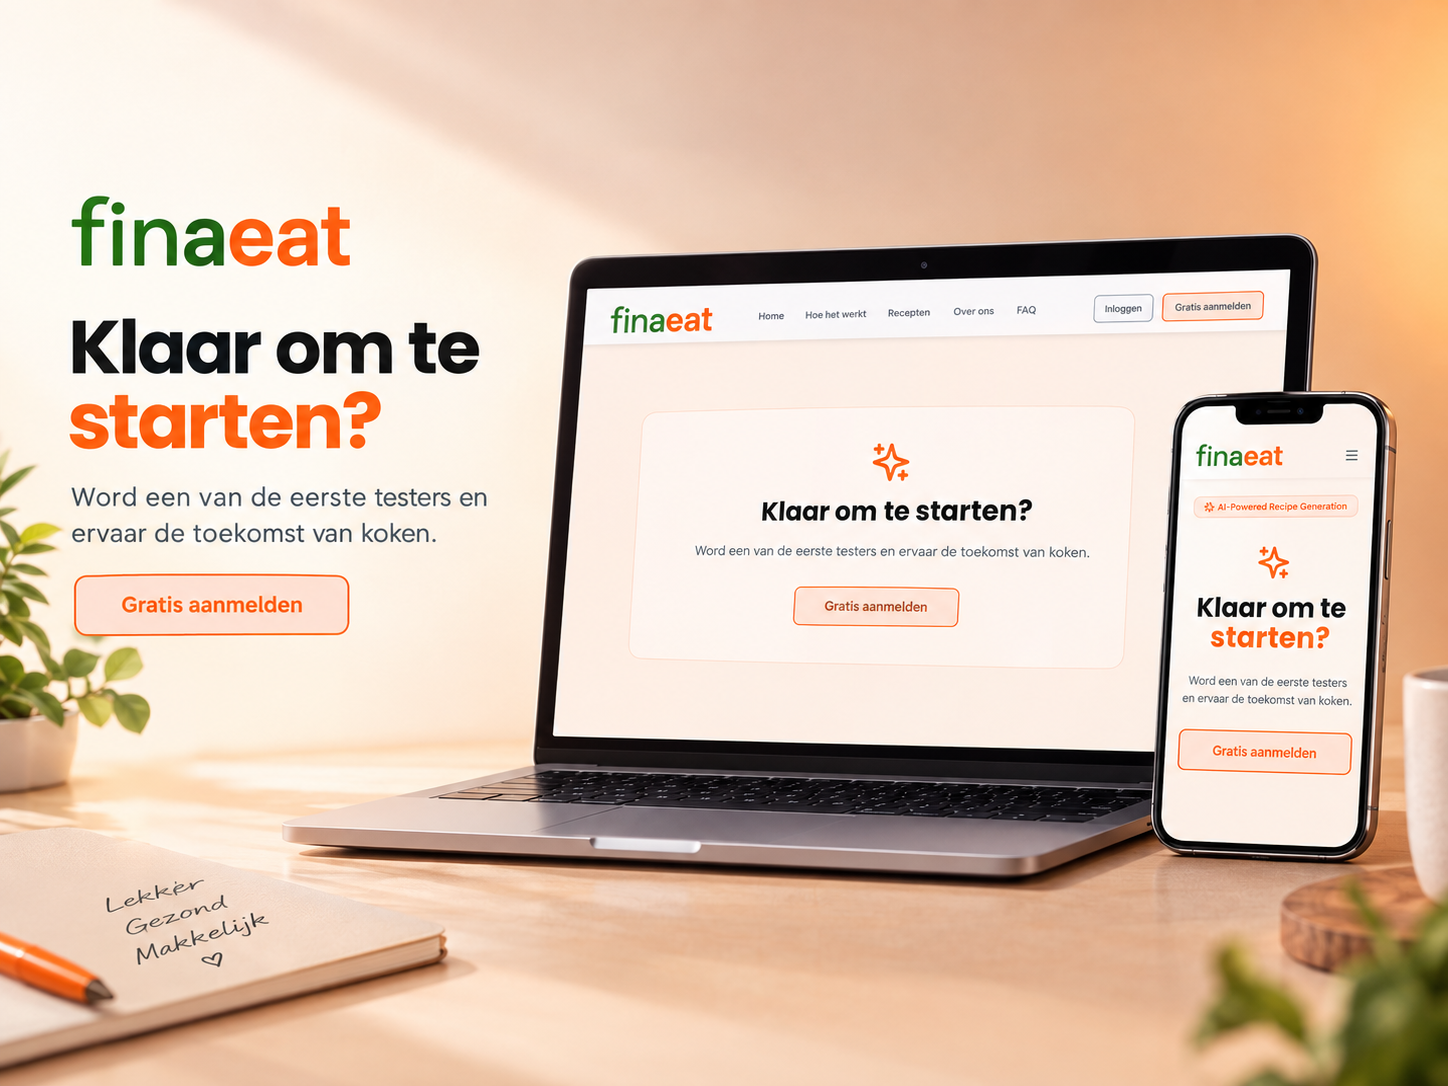 finaeat
Klaar om te
starten?
Word een van de eerste testers en
ervaar de toekomst van koken.
Gratis aanmelden
finaeat
Home
Hoe het werkt
Recepten
Over ons
FAQ
Inloggen
Gratis aanmelden
Klaar om te starten?
Word een van de eerste testers en ervaar de toekomst van koken.
Gratis aanmelden
finaeat
AI-Powered Recipe Generation
Klaar om te
starten?
Word een van de eerste testers
en ervaar de toekomst van koken.
Gratis aanmelden
Lekker
Gezond
Makkelijk